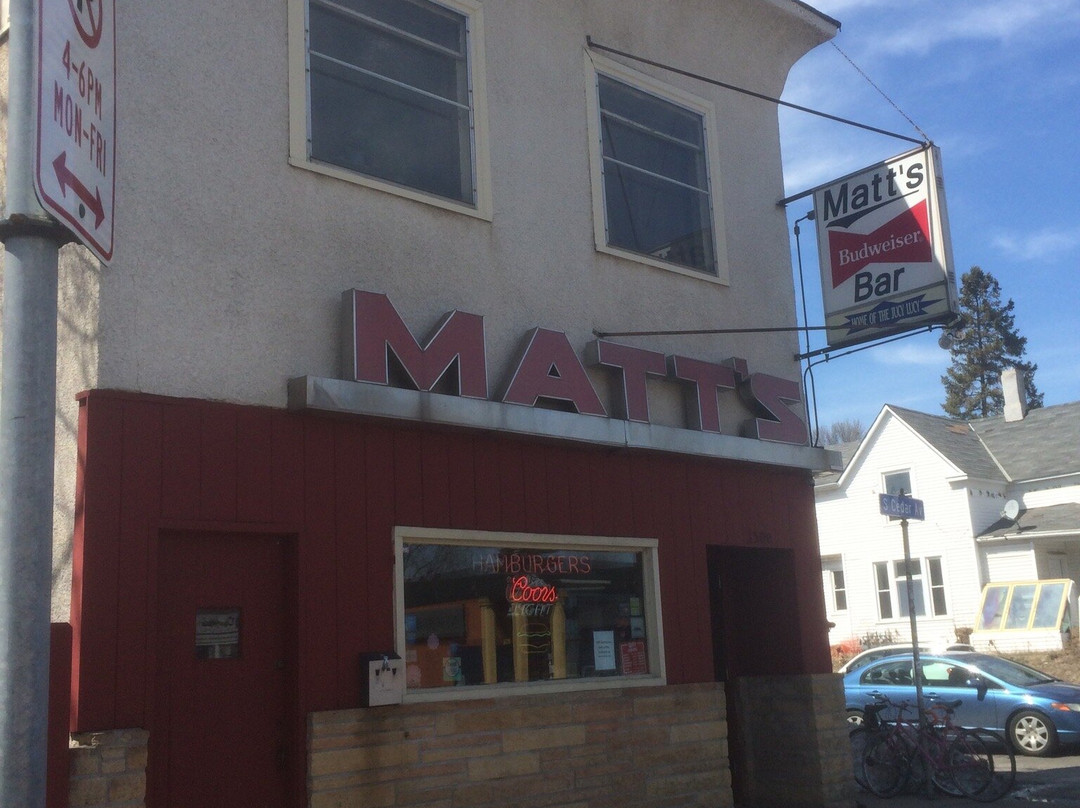 4-6PM
MON-FRI
Matt's
Budweiser
Bar
HOME OF THE JUCY LUCY
MATT'S
S Cedar Av
HAMBURGERS
Coors
LIGHT